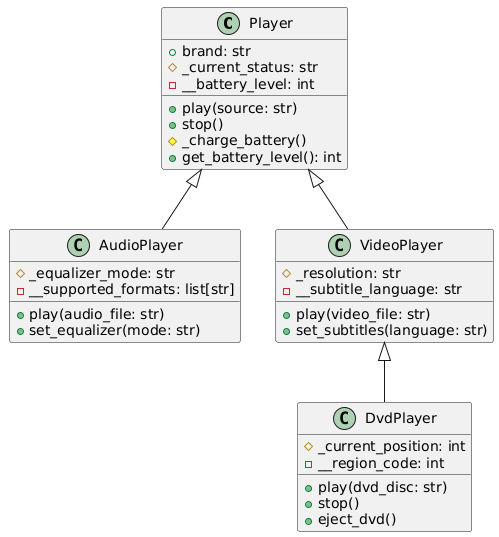 C Player
brand: str
_current_status: str
__battery_level: int
play(source: str)
stop()
_charge_battery()
get_battery_level(): int
C AudioPlayer
_equalizer_mode: str
__supported_formats: list[str]
play(audio_file: str)
set_equalizer(mode: str)
C VideoPlayer
_resolution: str
__subtitle_language: str
play(video_file: str)
set_subtitles(language: str)
C DvdPlayer
_current_position: int
__region_code: int
play(dvd_disc: str)
stop()
eject_dvd()